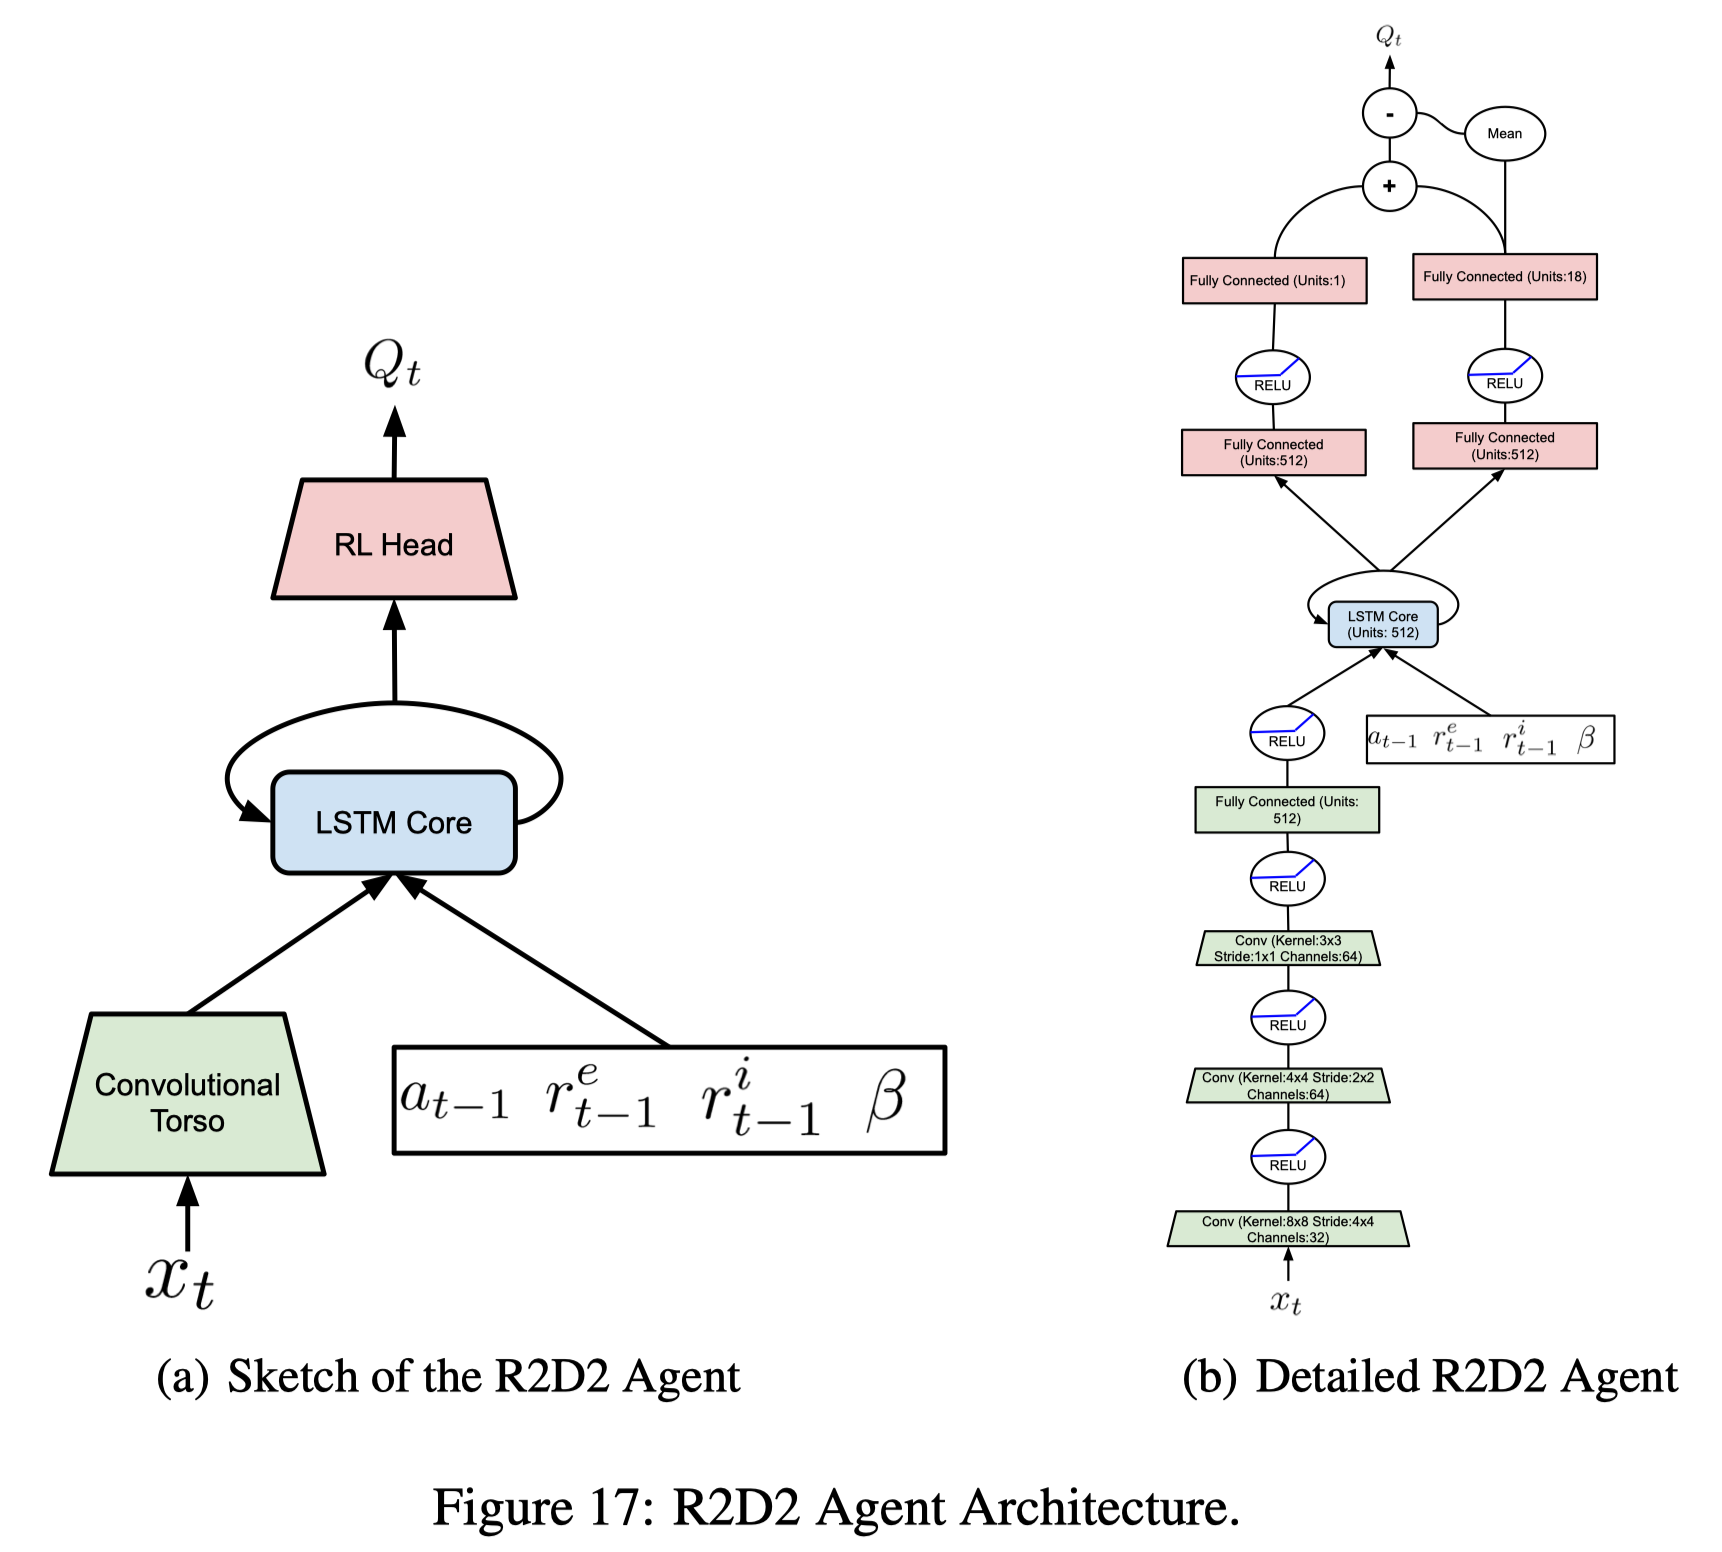 Q_t
RL Head
LSTM Core
Convolutional
Torso
a_{t-1} r^e_{t-1} r^i_{t-1} β
x_t
(a) Sketch of the R2D2 Agent
Q_t
-
Mean
+
Fully Connected (Units:1)
Fully Connected (Units:18)
RELU
RELU
Fully Connected
(Units:512)
Fully Connected
(Units:512)
LSTM Core
(Units: 512)
RELU
a_{t-1} r^e_{t-1} r^i_{t-1} β
Fully Connected (Units:
512)
RELU
Conv (Kernel:3x3
Stride:1x1 Channels:64)
RELU
Conv (Kernel:4x4 Stride:2x2
Channels:64)
RELU
Conv (Kernel:8x8 Stride:4x4
Channels:32)
x_t
(b) Detailed R2D2 Agent
Figure 17: R2D2 Agent Architecture.